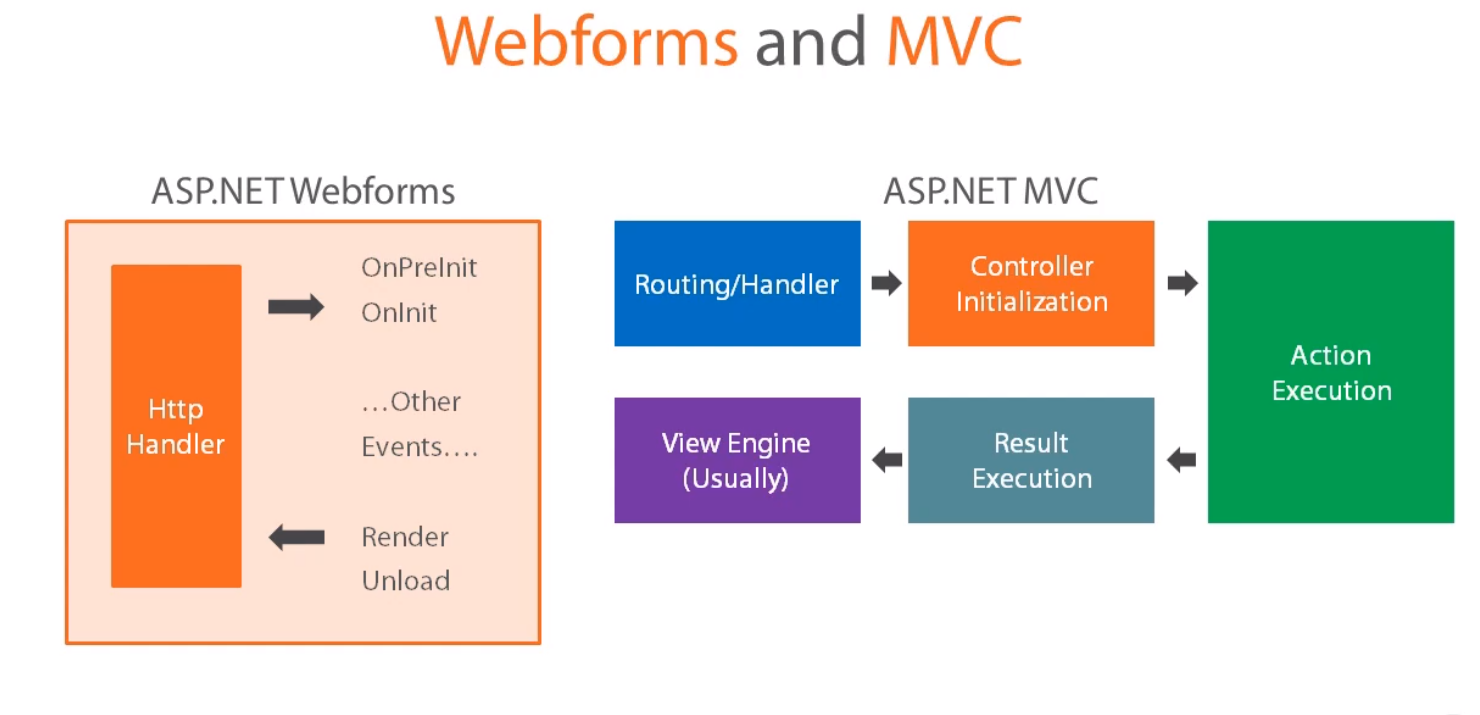 Webforms and MVC
ASP.NET Webforms
Http
Handler
OnPreInit
OnInit
...Other
Events....
Render
Unload
ASP.NET MVC
Routing/Handler
Controller
Initialization
Action
Execution
Result
Execution
View Engine
(Usually)